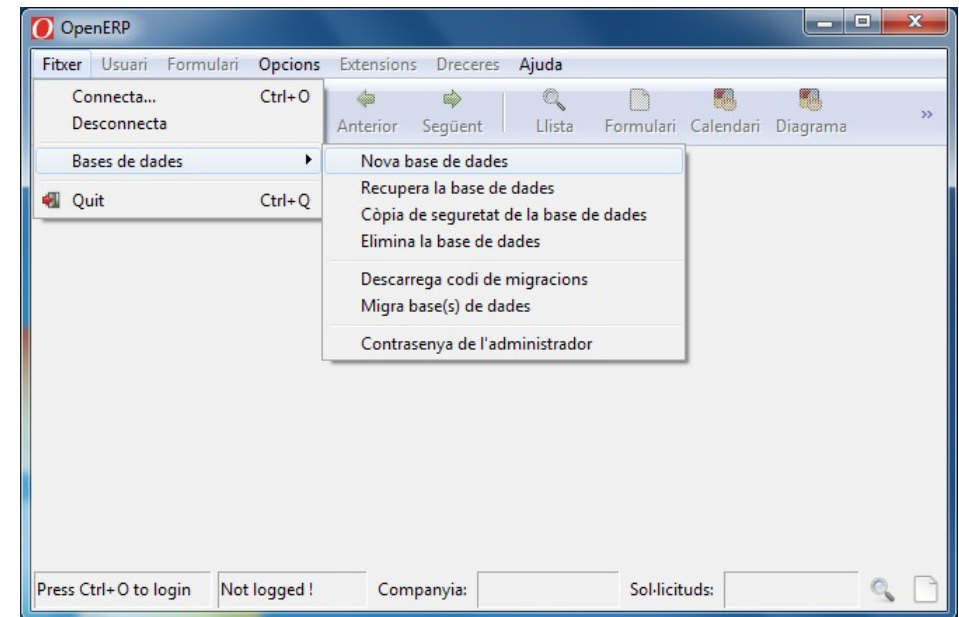 OpenERP
Fitxer Usuari Formulari Opcions Extensions Dreceres Ajuda
Connecta... Ctrl+O
Desconnecta
Bases de dades
Quit Ctrl+Q
Anterior Següent Llista Formulari Calendari Diagrama »
Nova base de dades
Recupera la base de dades
Còpia de seguretat de la base de dades
Elimina la base de dades
Descarrega codi de migracions
Migra base(s) de dades
Contrasenya de l'administrador
Press Ctrl+O to login Not logged ! Companyia: Sol·licituds: